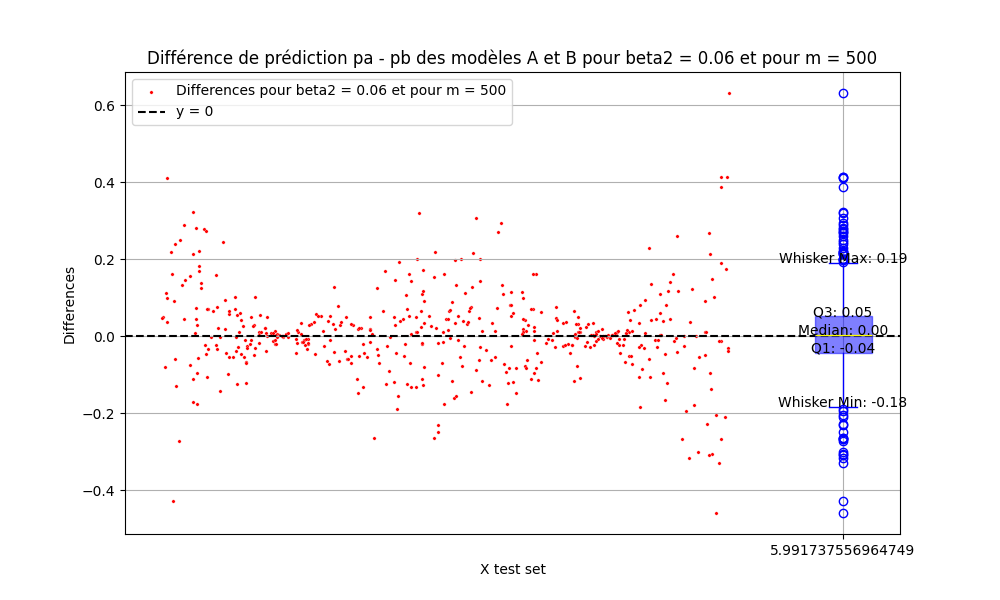 Différence de prédiction pa - pb des modèles A et B pour beta2 = 0.06 et pour m = 500
Differences pour beta2 = 0.06 et pour m = 500
y = 0
Differences
0.6
0.4
0.2
0.0
−0.2
−0.4
Whisker Max: 0.19
Q3: 0.05
Median: 0.00
Q1: -0.04
Whisker Min: -0.18
5.991737556964749
X test set